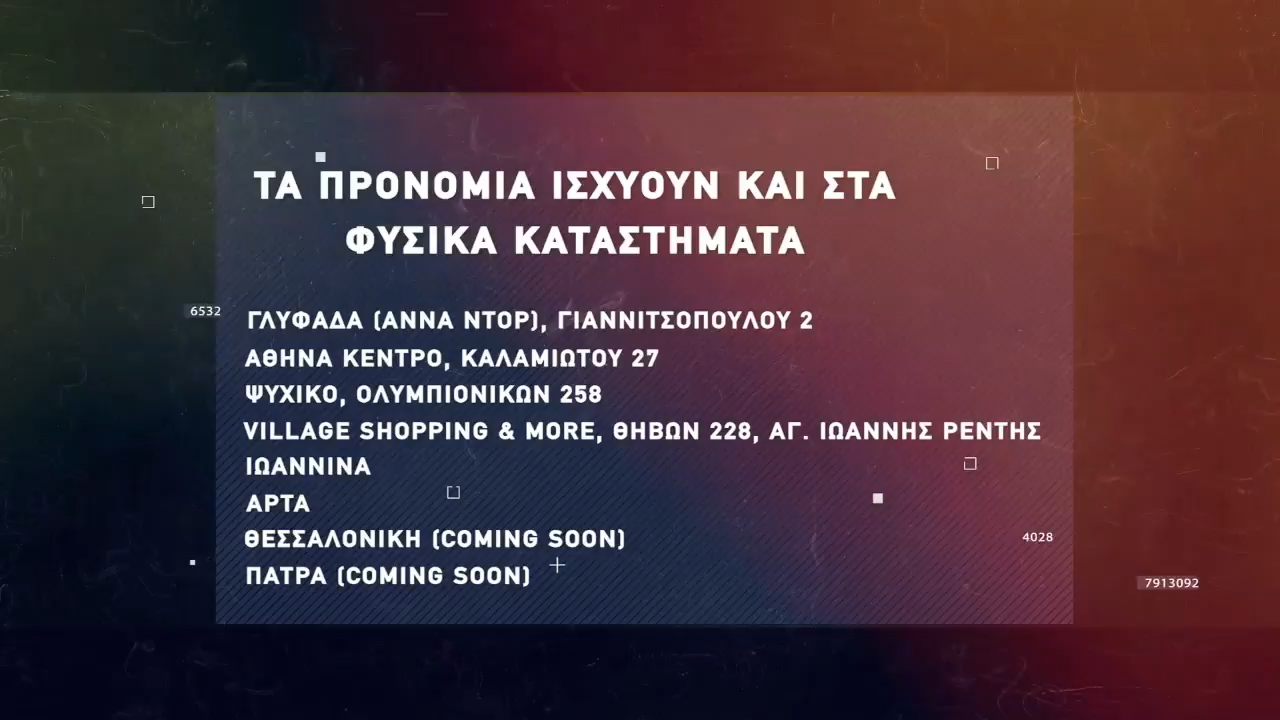 ΤΑ ΠΡΟΝΟΜΙΑ ΙΣΧΥΟΥΝ ΚΑΙ ΣΤΑ
ΦΥΣΙΚΑ ΚΑΤΑΣΤΗΜΑΤΑ
6532
ΓΛΥΦΑΔΑ (ΑΝΝΑ ΝΤΟΡ), ΓΙΑΝΝΙΤΣΟΠΟΥΛΟΥ 2
ΑΘΗΝΑ ΚΕΝΤΡΟ, ΚΑΛΑΜΙΩΤΟΥ 27
ΨΥΧΙΚΟ, ΟΛΥΜΠΙΟΝΙΚΩΝ 258
VILLAGE SHOPPING & MORE, ΘΗΒΩΝ 228, ΑΓ. ΙΩΑΝΝΗΣ ΡΕΝΤΗΣ
ΙΩΑΝΝΙΝΑ
ΑΡΤΑ
ΘΕΣΣΑΛΟΝΙΚΗ (COMING SOON)
4028
ΠΑΤΡΑ (COMING SOON)
7913092